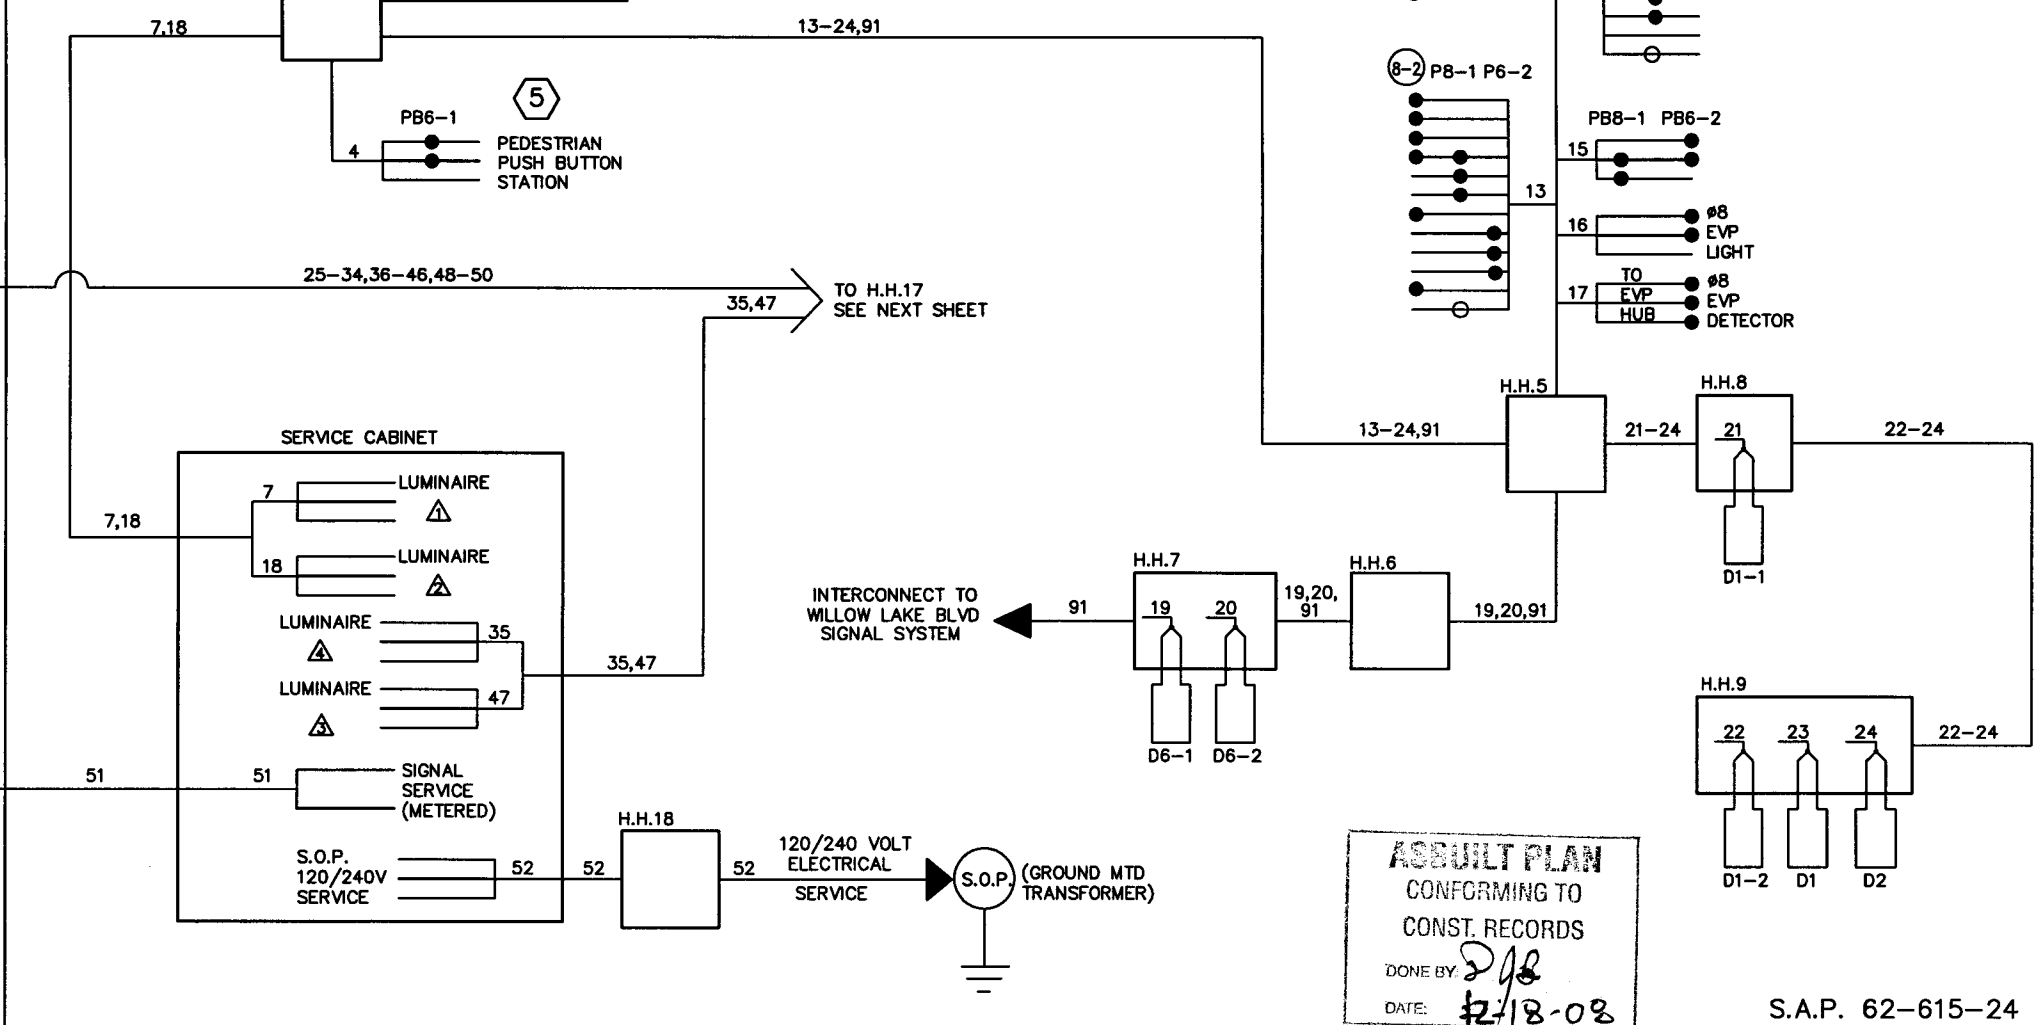 7,18
13-24,91
8-2 P8-1 P6-2
5
PB6-1
4
PEDESTRIAN
PUSH BUTTON
STATION
PB8-1 PB6-2
15
13
16
ø8
EVP
LIGHT
17
TO
EVP
HUB
ø8
EVP
DETECTOR
25-34,36-46,48-50
35,47
TO H.H.17
SEE NEXT SHEET
H.H.5
13-24,91
21-24
H.H.8
21
D1-1
22-24
SERVICE CABINET
7,18
7
LUMINAIRE
1
18
LUMINAIRE
2
LUMINAIRE
4
35
LUMINAIRE
3
47
35,47
INTERCONNECT TO
WILLOW LAKE BLVD
SIGNAL SYSTEM
91
H.H.7
19
20
D6-1
D6-2
19,20,
91
H.H.6
19,20,91
H.H.9
22
23
24
D1-2
D1
D2
22-24
51
51
SIGNAL
SERVICE
(METERED)
S.O.P.
120/240V
SERVICE
52
52
H.H.18
52
120/240 VOLT
ELECTRICAL
SERVICE
S.O.P.
(GROUND MTD
TRANSFORMER)
ASBUILT PLAN
CONFORMING TO
CONST. RECORDS
DONE BY:
DATE: 12-18-08
S.A.P. 62-615-24